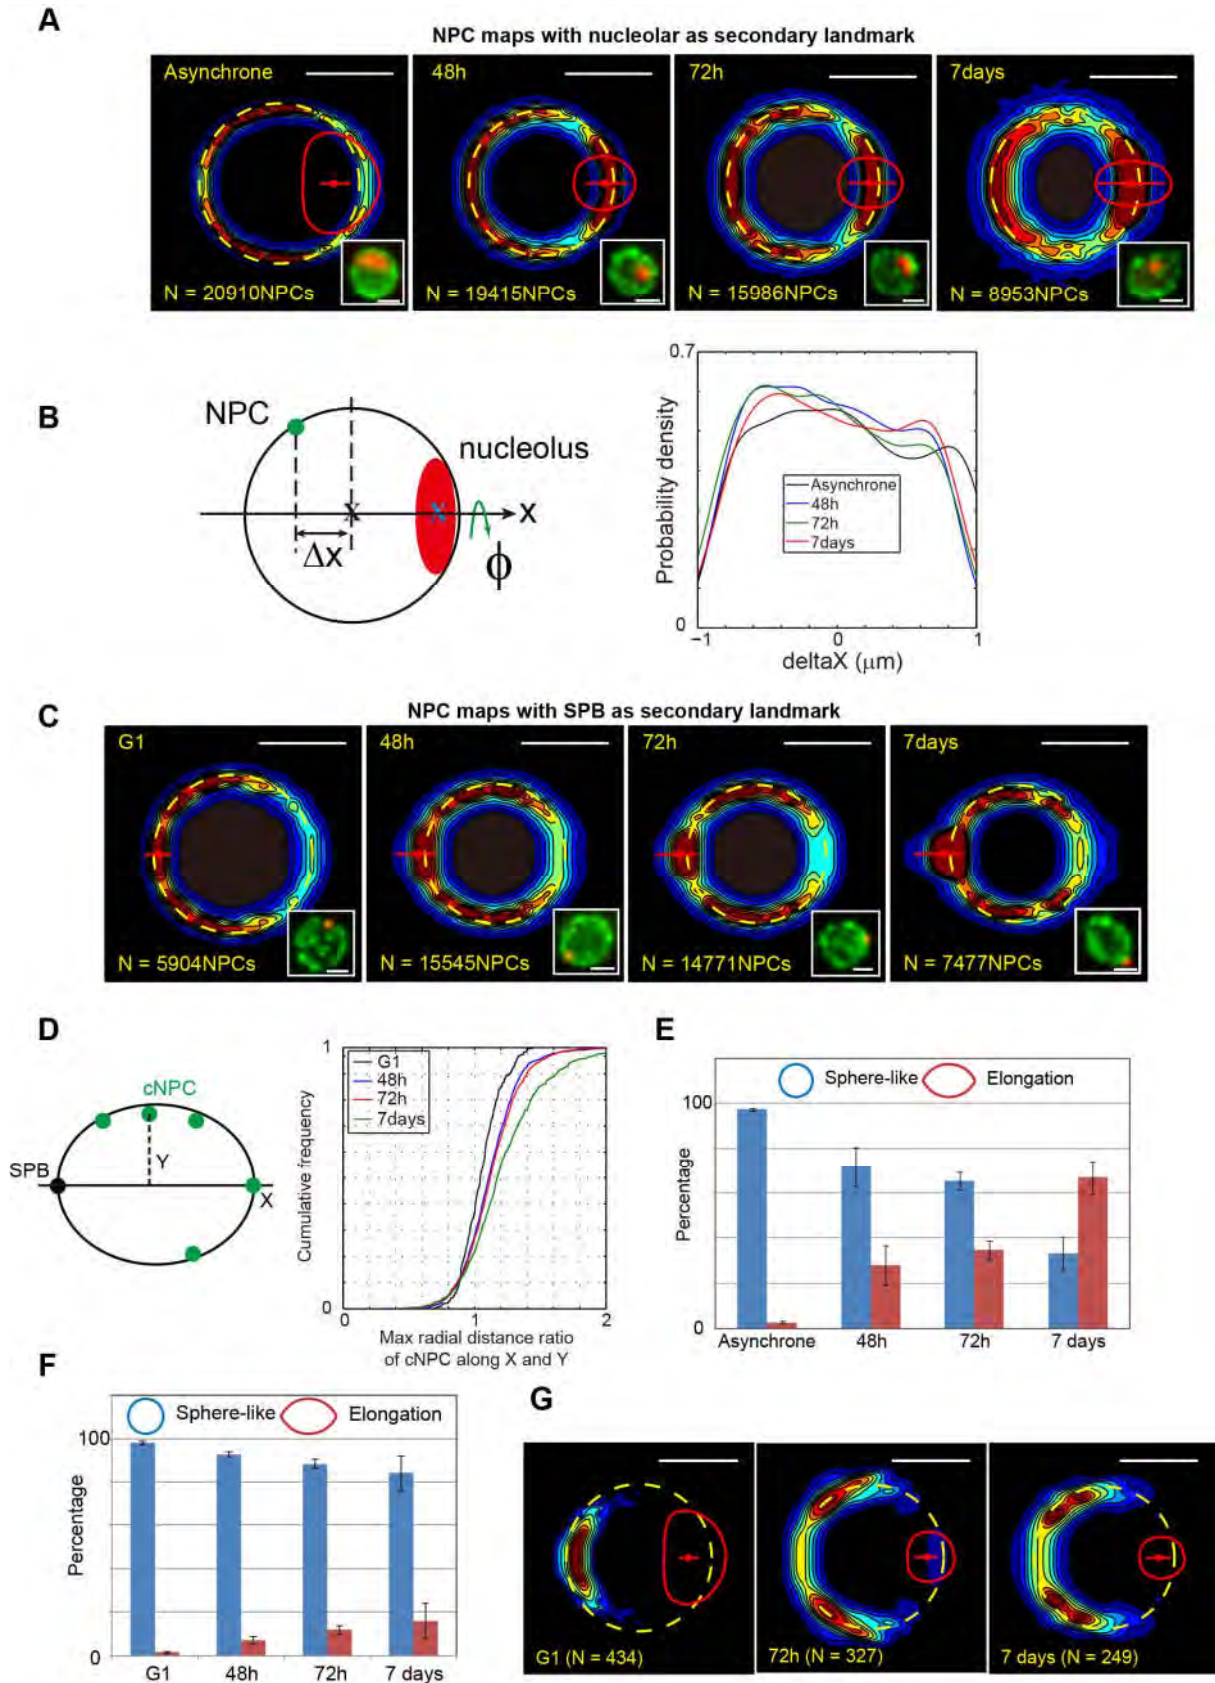 A
NPC maps with nucleolar as secondary landmark
Asynchrone
48h
72h
7days
N = 20910NPCs
N = 19415NPCs
N = 15986NPCs
N = 8953NPCs
B
NPC
nucleolus
X
X
X
Δx
ϕ
0.7
Probability density
Asynchrone
48h
72h
7days
0
−1
0
1
deltaX (μm)
C
NPC maps with SPB as secondary landmark
G1
48h
72h
7days
N = 5904NPCs
N = 15545NPCs
N = 14771NPCs
N = 7477NPCs
D
cNPC
SPB
Y
X
1
G1
48h
72h
7days
Cumulative frequency
0
0
1
2
Max radial distance ratio
of cNPC along X and Y
E
Sphere-like
Elongation
100
Percentage
0
Asynchrone
48h
72h
7 days
F
Sphere-like
Elongation
100
Percentage
0
G1
48h
72h
7 days
G
G1 (N = 434)
72h (N = 327)
7 days (N = 249)